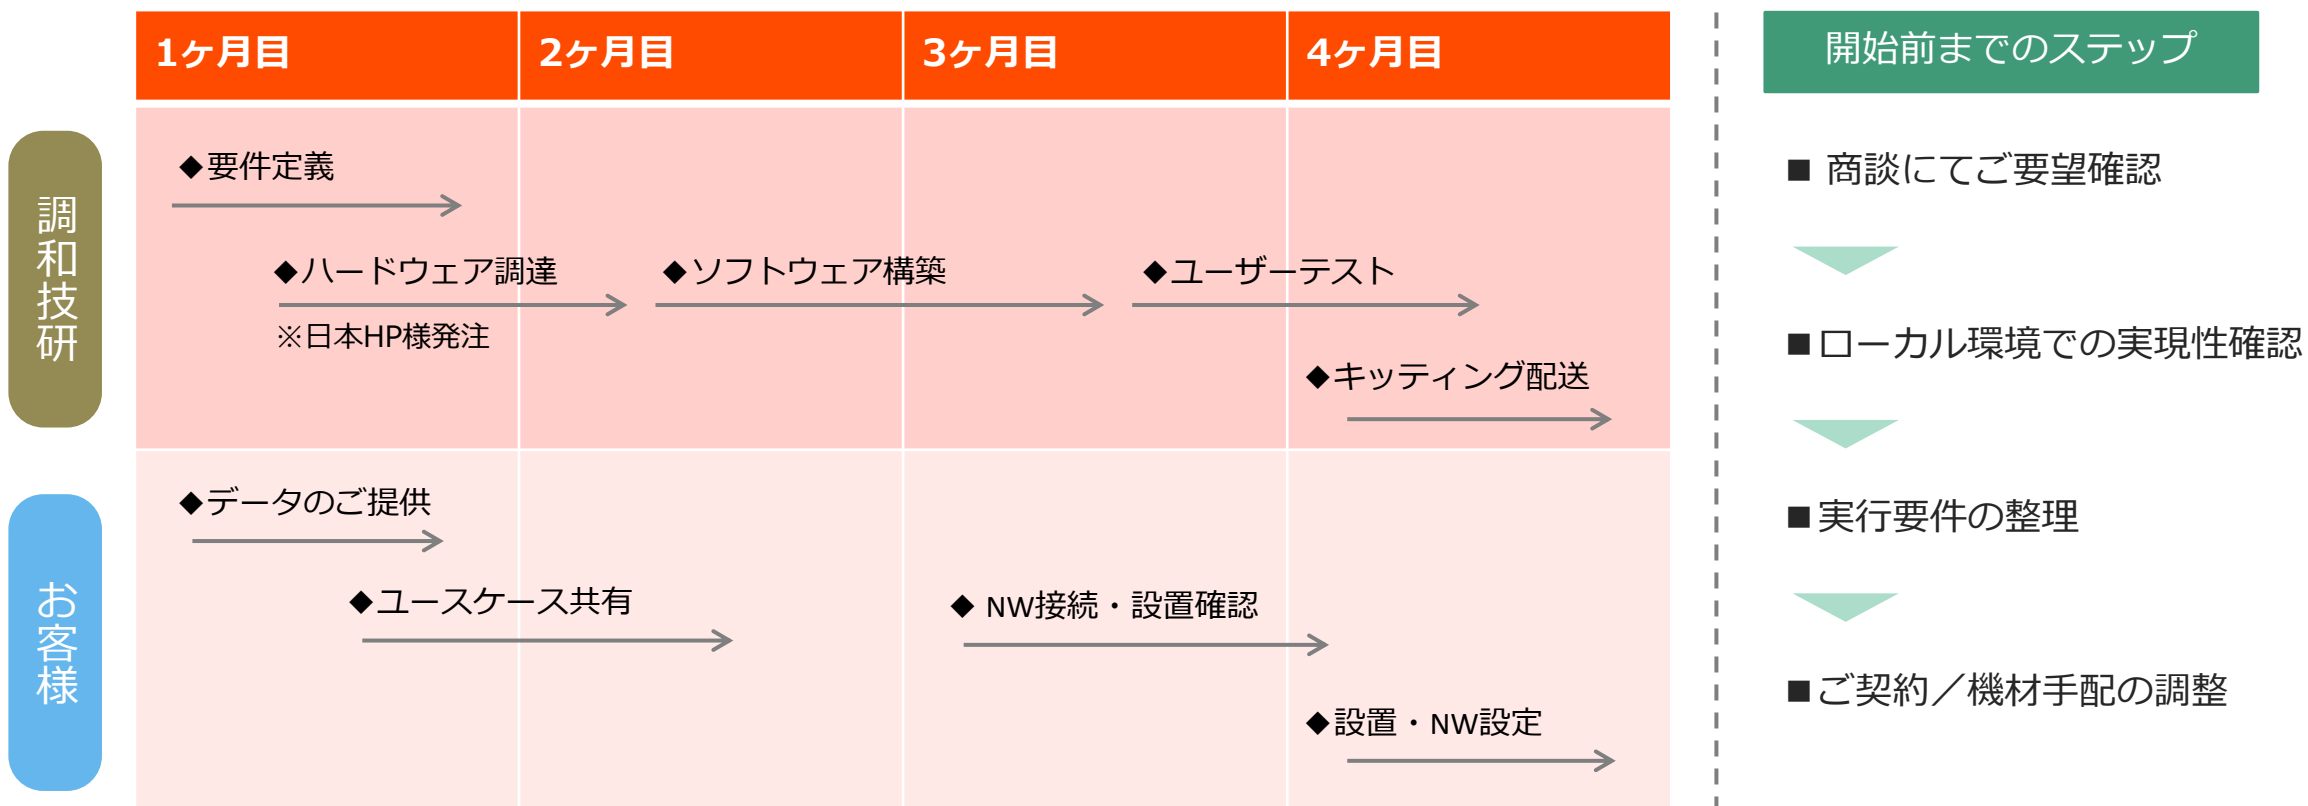 1ヶ月目
2ヶ月目
3ヶ月目
4ヶ月目
調和技研
◆要件定義
◆ハードウェア調達
※日本HP様発注
◆ソフトウェア構築
◆ユーザーテスト
◆キッティング配送
お客様
◆データのご提供
◆ユースケース共有
◆ NW接続・設置確認
◆設置・NW設定
開始前までのステップ
■ 商談にてご要望確認
■ローカル環境での実現性確認
■実行要件の整理
■ご契約／機材手配の調整